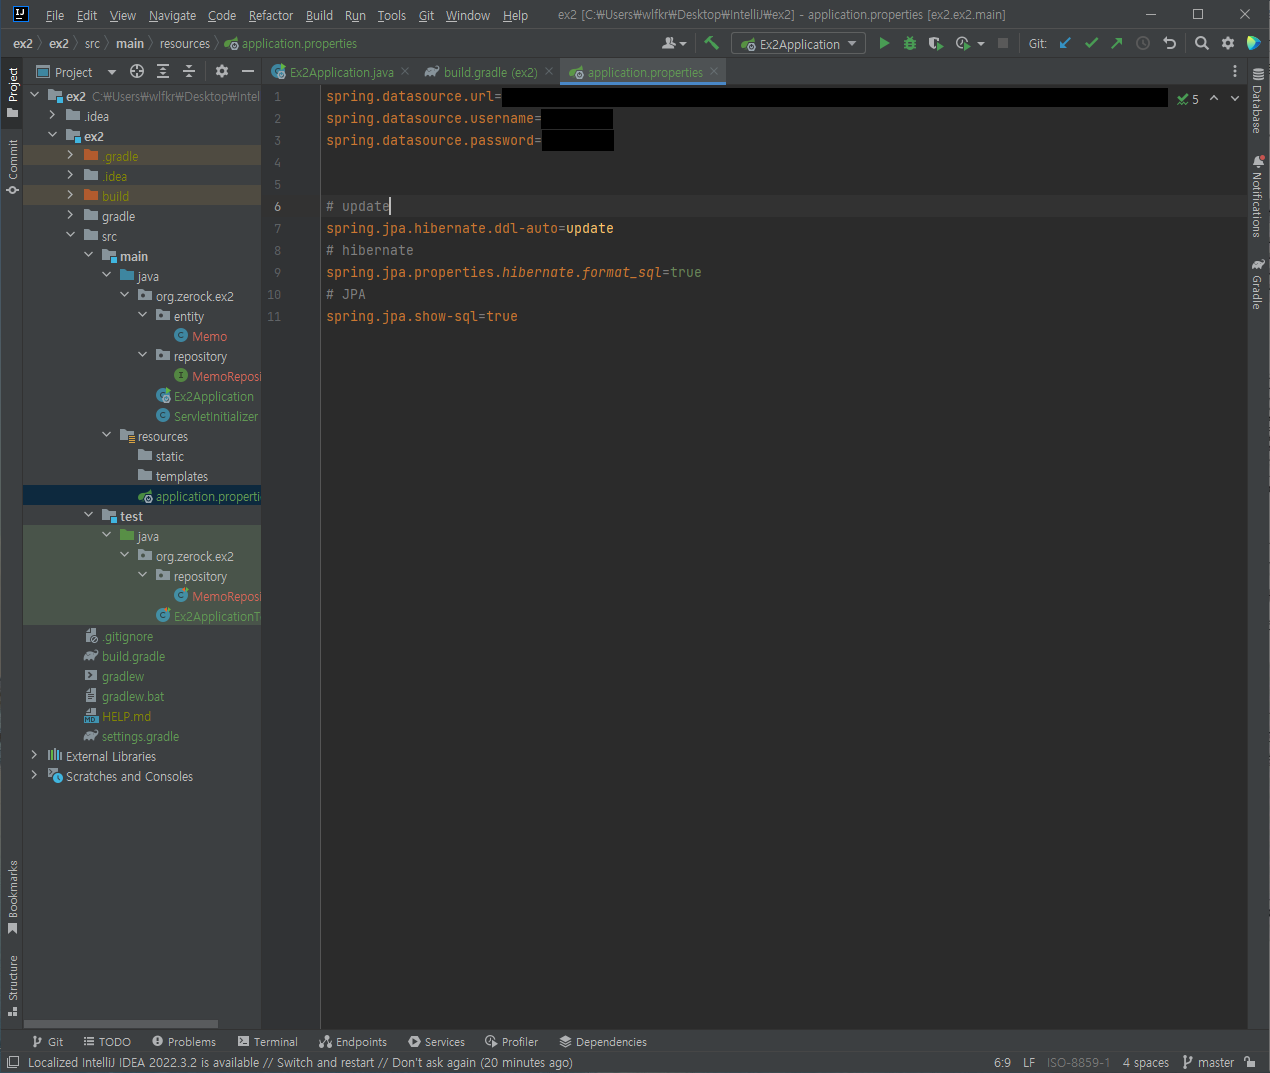 File Edit View Navigate Code Refactor Build Run Tools Git Window Help ex2 [C:₩Users₩wlfkr₩Desktop₩IntelliJ₩ex2] - application.properties [ex2.ex2.main]
ex2 ex2 src main resources application.properties Ex2Application Git:
Project Ex2Application.java build.gradle (ex2) application.properties
Project
Commit
Bookmarks
Structure
ex2 C:₩Users₩wlfkr₩Desktop₩Intel
.idea
ex2
.gradle
.idea
build
gradle
src
main
java
org.zerock.ex2
entity
Memo
repository
MemoReposi
Ex2Application
ServletInitializer
resources
static
templates
application.properti
test
java
org.zerock.ex2
repository
MemoReposi
Ex2ApplicationT
.gitignore
build.gradle
gradlew
gradlew.bat
HELP.md
settings.gradle
External Libraries
Scratches and Consoles
1 spring.datasource.url=
2 spring.datasource.username=
3 spring.datasource.password=
4
5
6 # update
7 spring.jpa.hibernate.ddl-auto=update
8 # hibernate
9 spring.jpa.properties.hibernate.format_sql=true
10 # JPA
11 spring.jpa.show-sql=true
5
Database
Notifications
Gradle
Git TODO Problems Terminal Endpoints Services Profiler Dependencies
Localized IntelliJ IDEA 2022.3.2 is available // Switch and restart // Don't ask again (20 minutes ago) 6:9 LF ISO-8859-1 4 spaces master